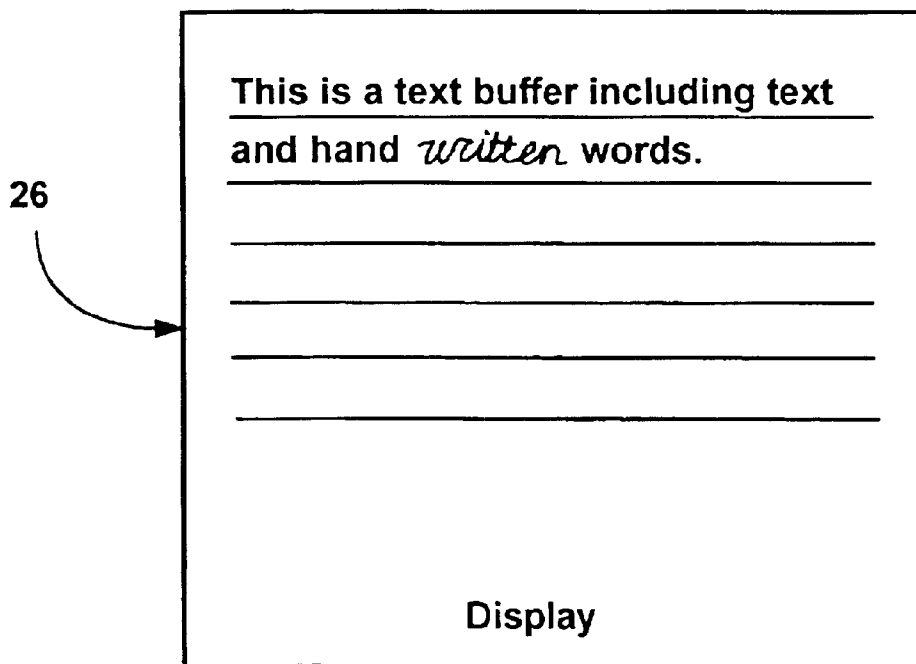 This is a text buffer including text
and hand written words.
26
Display